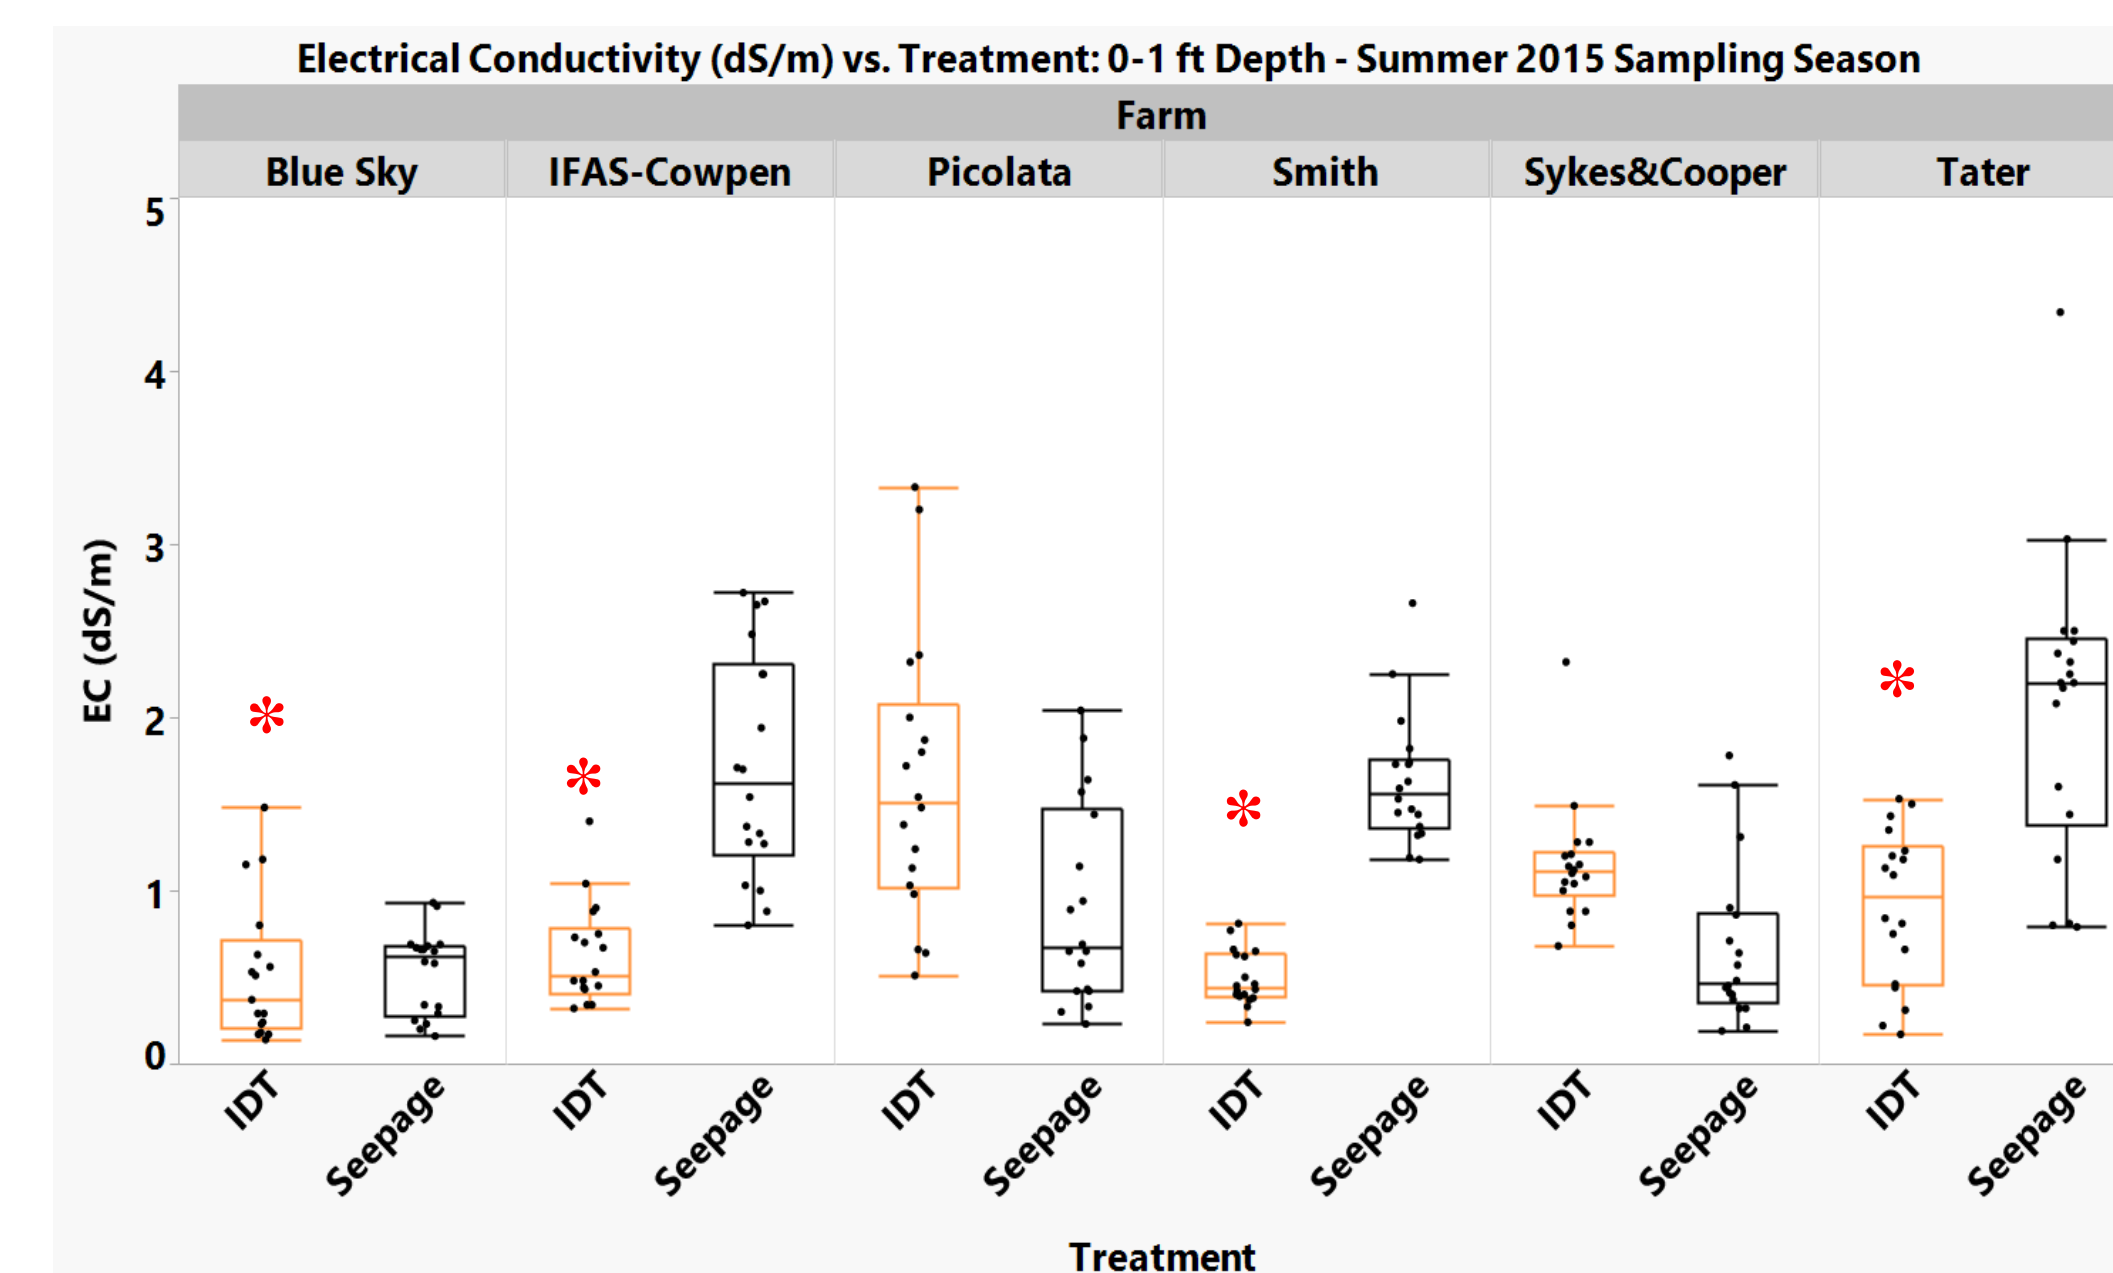 Electrical Conductivity (dS/m) vs. Treatment: 0-1 ft Depth - Summer 2015 Sampling Season
Farm
Blue Sky IFAS-Cowpen Picolata Smith Sykes&Cooper Tater
5
4
3
2
1
0
EC (dS/m)
*
*
*
*
IDT Seepage IDT Seepage IDT Seepage IDT Seepage IDT Seepage IDT Seepage
Treatment